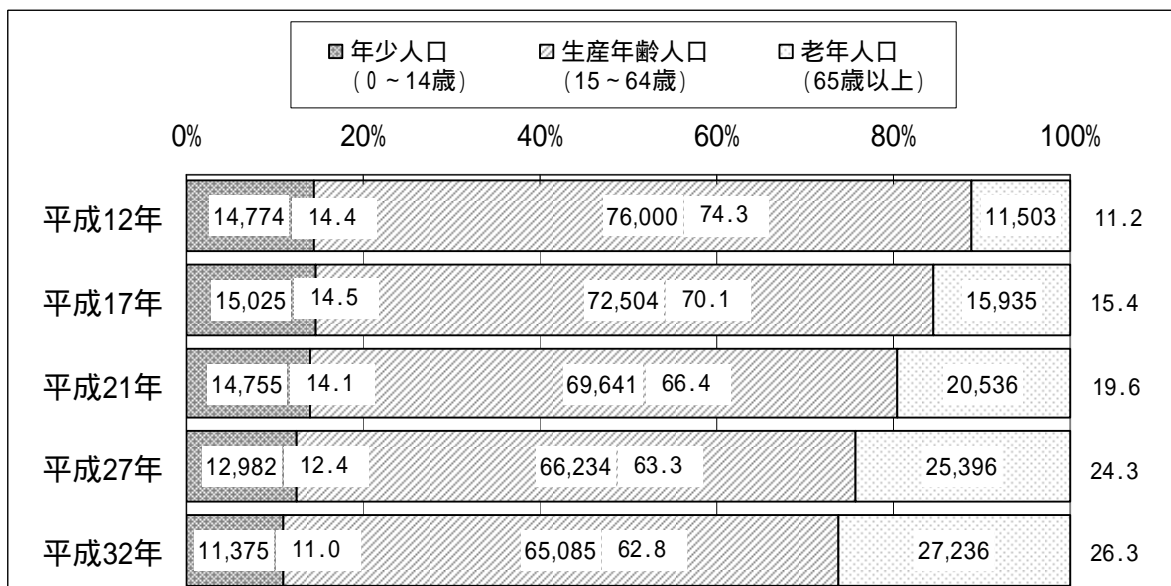 年少人口 生産年齢人口 老年人口
(0～14歳) (15～64歳) (65歳以上)
0% 20% 40% 60% 80% 100%
平成12年 14,774 14.4 76,000 74.3 11,503 11.2
平成17年 15,025 14.5 72,504 70.1 15,935 15.4
平成21年 14,755 14.1 69,641 66.4 20,536 19.6
平成27年 12,982 12.4 66,234 63.3 25,396 24.3
平成32年 11,375 11.0 65,085 62.8 27,236 26.3